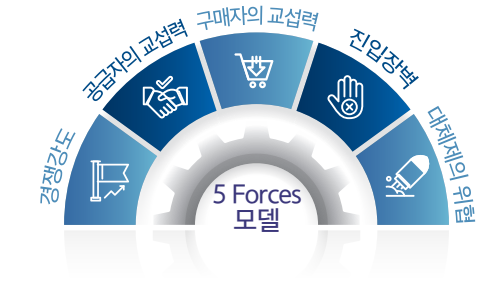 경쟁강도
공급자의 교섭력
구매자의 교섭력
진입장벽
대체제의 위협
5 Forces
모델